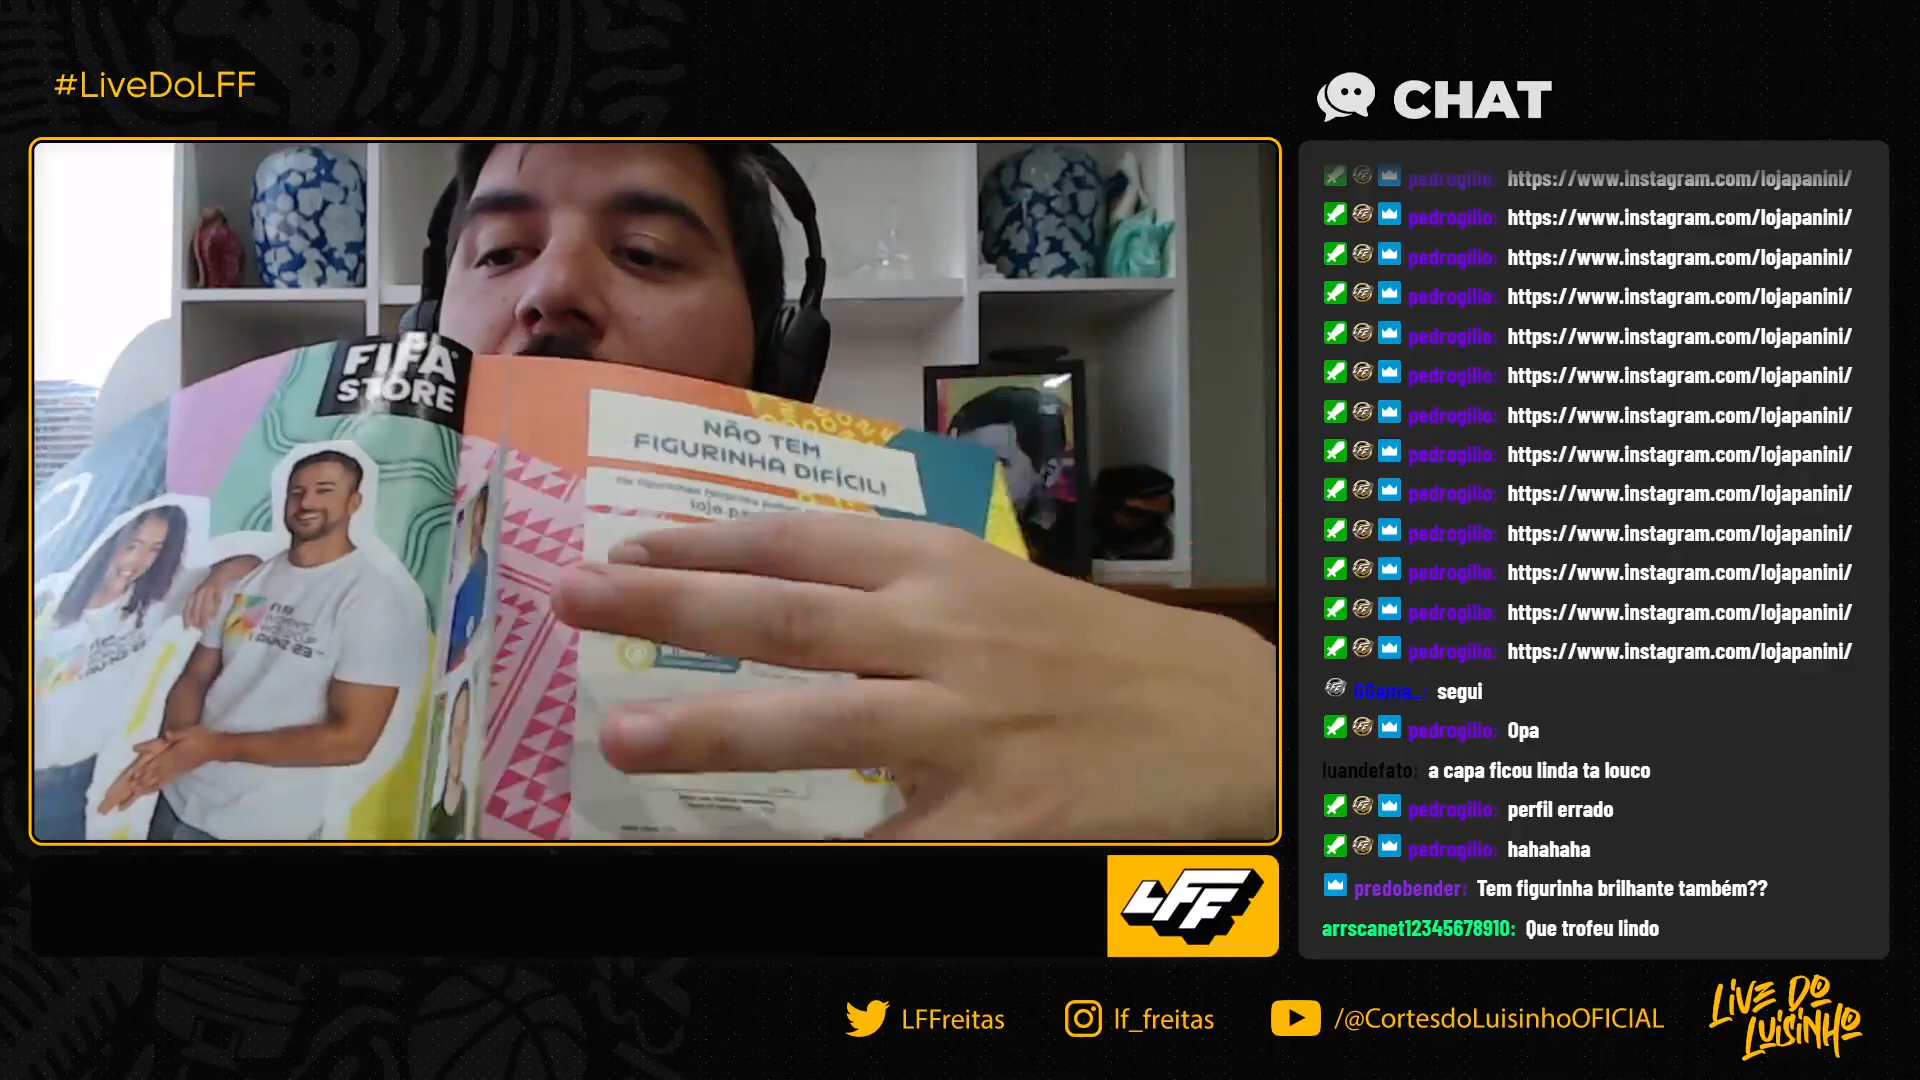 #LiveDoLFF
FIFA
STORE
NÃO TEM
FIGURINHA DIFÍCIL!
loja.p
LFF
CHAT
pedrogilio: https://www.instagram.com/lojapanini/
pedrogilio: https://www.instagram.com/lojapanini/
pedrogilio: https://www.instagram.com/lojapanini/
pedrogilio: https://www.instagram.com/lojapanini/
pedrogilio: https://www.instagram.com/lojapanini/
pedrogilio: https://www.instagram.com/lojapanini/
pedrogilio: https://www.instagram.com/lojapanini/
pedrogilio: https://www.instagram.com/lojapanini/
pedrogilio: https://www.instagram.com/lojapanini/
pedrogilio: https://www.instagram.com/lojapanini/
pedrogilio: https://www.instagram.com/lojapanini/
pedrogilio: https://www.instagram.com/lojapanini/
pedrogilio: https://www.instagram.com/lojapanini/
GGama_: segui
pedrogilio: Opa
luandefato: a capa ficou linda ta louco
pedrogilio: perfil errado
pedrogilio: hahahaha
predobender: Tem figurinha brilhante também??
arrscanet12345678910: Que trofeu lindo
LFFreitas
lf_freitas
/@CortesdoLuisinhoOFICIAL
LIVE DO
LUISINHO